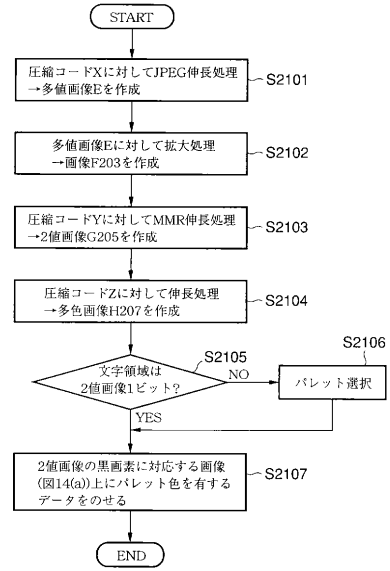 START
圧縮コードXに対してJPEG伸長処理
→多値画像Eを作成
S2101
多値画像Eに対して拡大処理
→画像F203を作成
S2102
圧縮コードYに対してMMR伸長処理
→2値画像G205を作成
S2103
圧縮コードZに対して伸長処理
→多色画像H207を作成
S2104
文字領域は
2値画像1ビット?
S2105
NO
S2106
パレット選択
YES
2値画像の黒画素に対応する画像
(図14(a))上にパレット色を有する
データをのせる
S2107
END